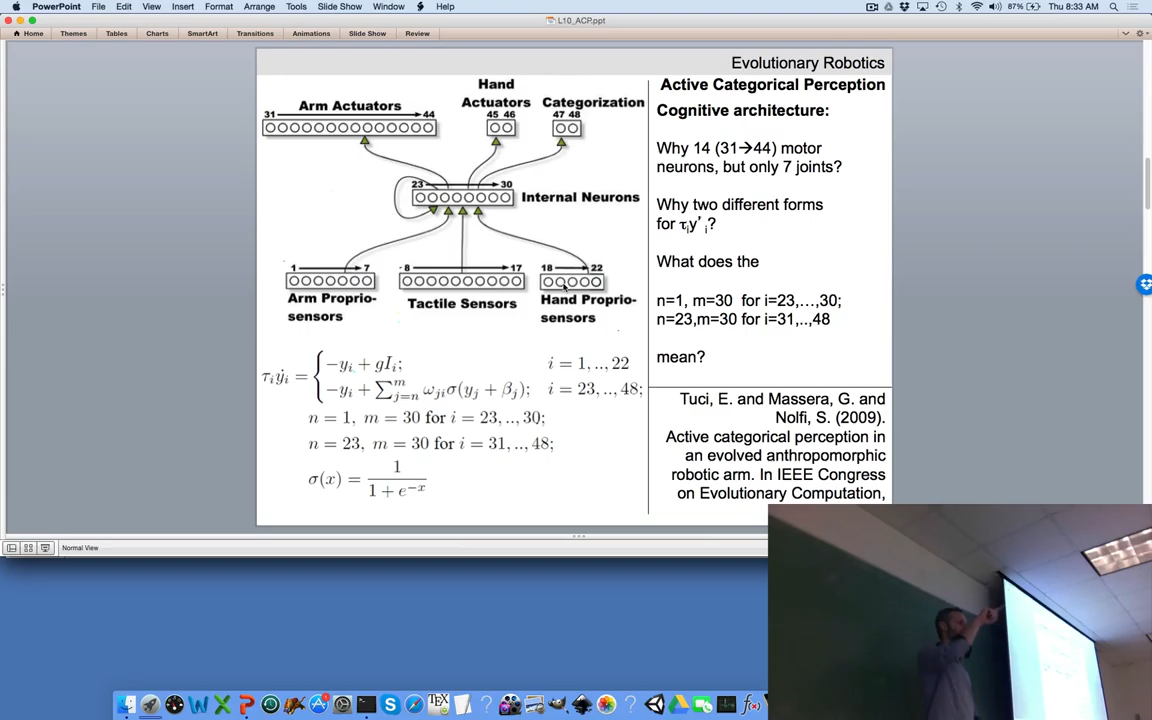 PowerPoint File Edit View Insert Format Arrange Tools Slide Show Window Help 87% Thu 8:33 AM
L10_ACP.ppt
Home Themes Tables Charts SmartArt Transitions Animations Slide Show Review
Evolutionary Robotics
Arm Actuators
31 44
Hand
Actuators
45 46
Categorization
47 48
23 30
Internal Neurons
1 7
Arm Proprio-
sensors
8 17
Tactile Sensors
18 22
Hand Proprio-
sensors
τᵢẏᵢ = { −yᵢ + gIᵢ; i = 1, .., 22
−yᵢ + ∑ᵐⱼ₌ₙ ωⱼᵢσ(yⱼ + βⱼ); i = 23, .., 48;
n = 1, m = 30 for i = 23, .., 30;
n = 23, m = 30 for i = 31, .., 48;
σ(x) = 1 / (1 + e⁻ˣ)
Active Categorical Perception
Cognitive architecture:
Why 14 (31→44) motor
neurons, but only 7 joints?
Why two different forms
for τᵢy'ᵢ?
What does the
n=1, m=30 for i=23,…,30;
n=23,m=30 for i=31,..,48
mean?
Tuci, E. and Massera, G. and
Nolfi, S. (2009).
Active categorical perception in
an evolved anthropomorphic
robotic arm. In IEEE Congress
on Evolutionary Computation,
Normal View